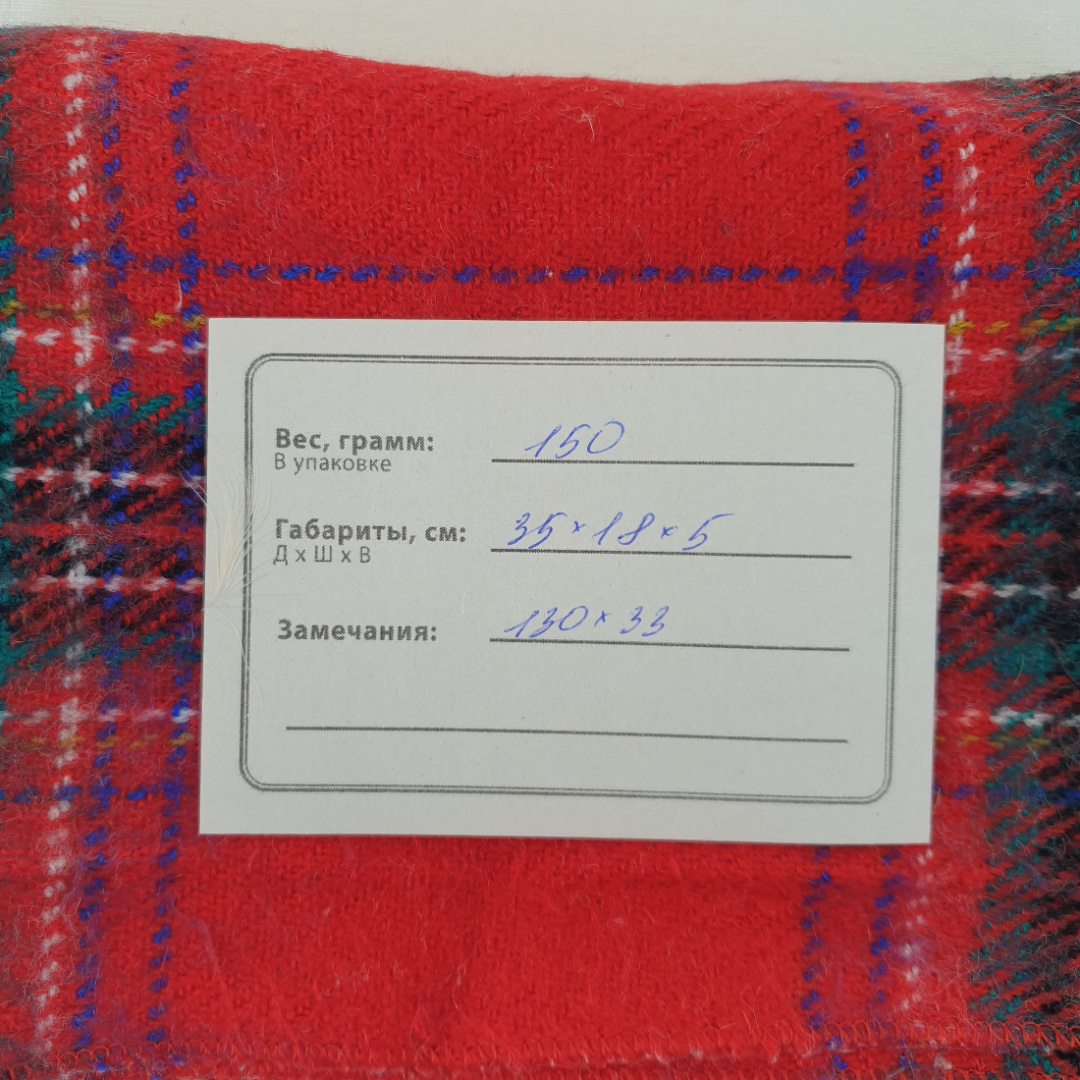 Вес, грамм: 150
В упаковке
Габариты, см: 35 × 18 × 5
Д х Ш х В
Замечания: 130 × 33